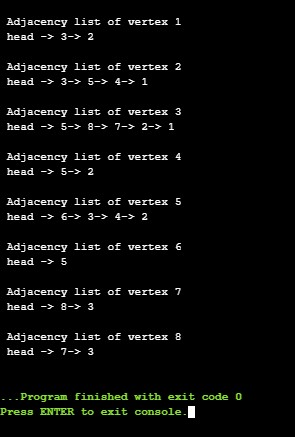 Adjacency list of vertex 1
head -> 3-> 2
Adjacency list of vertex 2
head -> 3-> 5-> 4-> 1
Adjacency list of vertex 3
head -> 5-> 8-> 7-> 2-> 1
Adjacency list of vertex 4
head -> 5-> 2
Adjacency list of vertex 5
head -> 6-> 3-> 4-> 2
Adjacency list of vertex 6
head -> 5
Adjacency list of vertex 7
head -> 8-> 3
Adjacency list of vertex 8
head -> 7-> 3
...Program finished with exit code 0
Press ENTER to exit console.